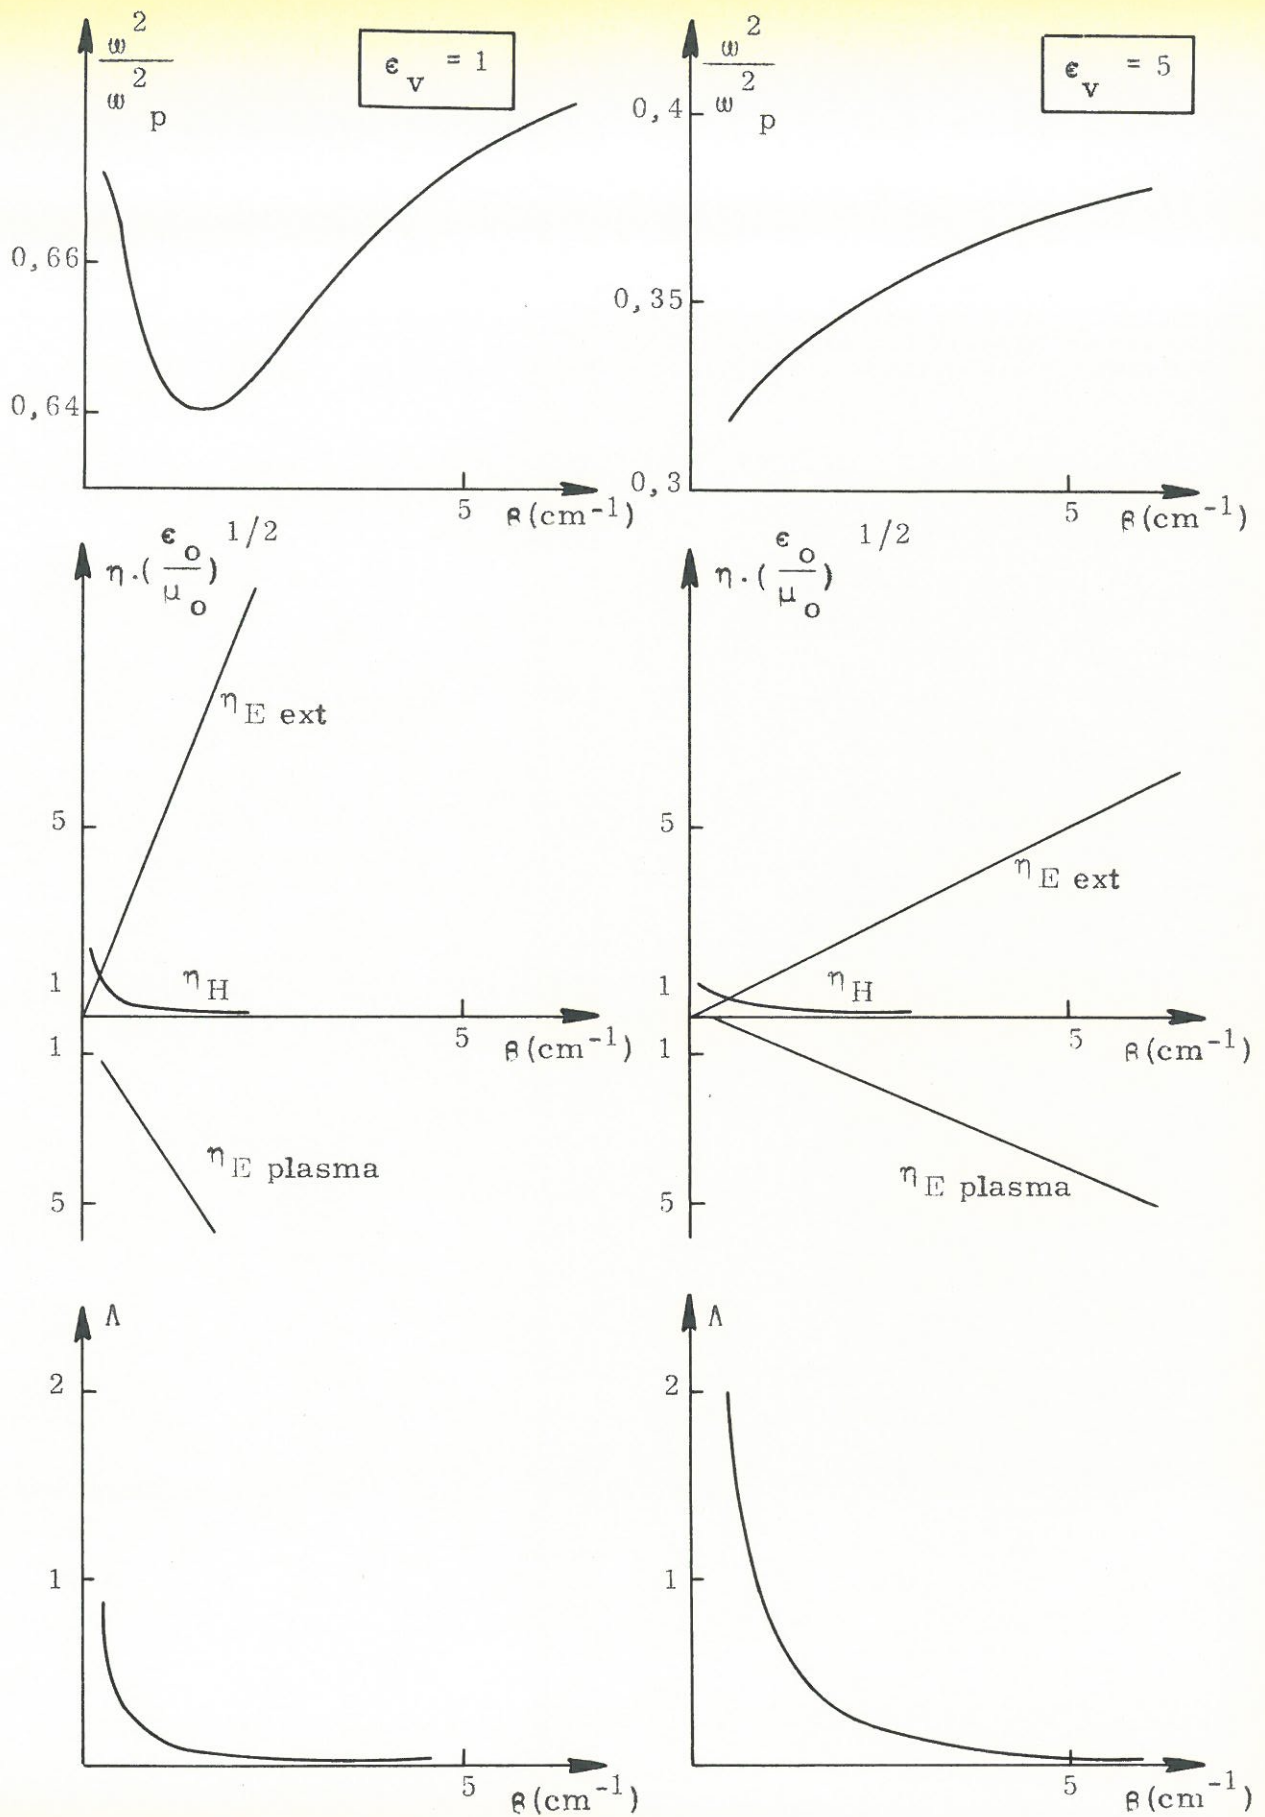 ω²/ω²p
ϵv = 1
0,66
0,64
5
β(cm⁻¹)
ω²/ω²p
ϵv = 5
0,4
0,35
0,3
5
β(cm⁻¹)
η.(ϵo/μo)1/2
ηE ext
5
1
ηH
5
β(cm⁻¹)
1
ηE plasma
5
η.(ϵo/μo)1/2
5
ηE ext
1
ηH
5
β(cm⁻¹)
1
ηE plasma
5
Λ
2
1
5
β(cm⁻¹)
Λ
2
1
5
β(cm⁻¹)